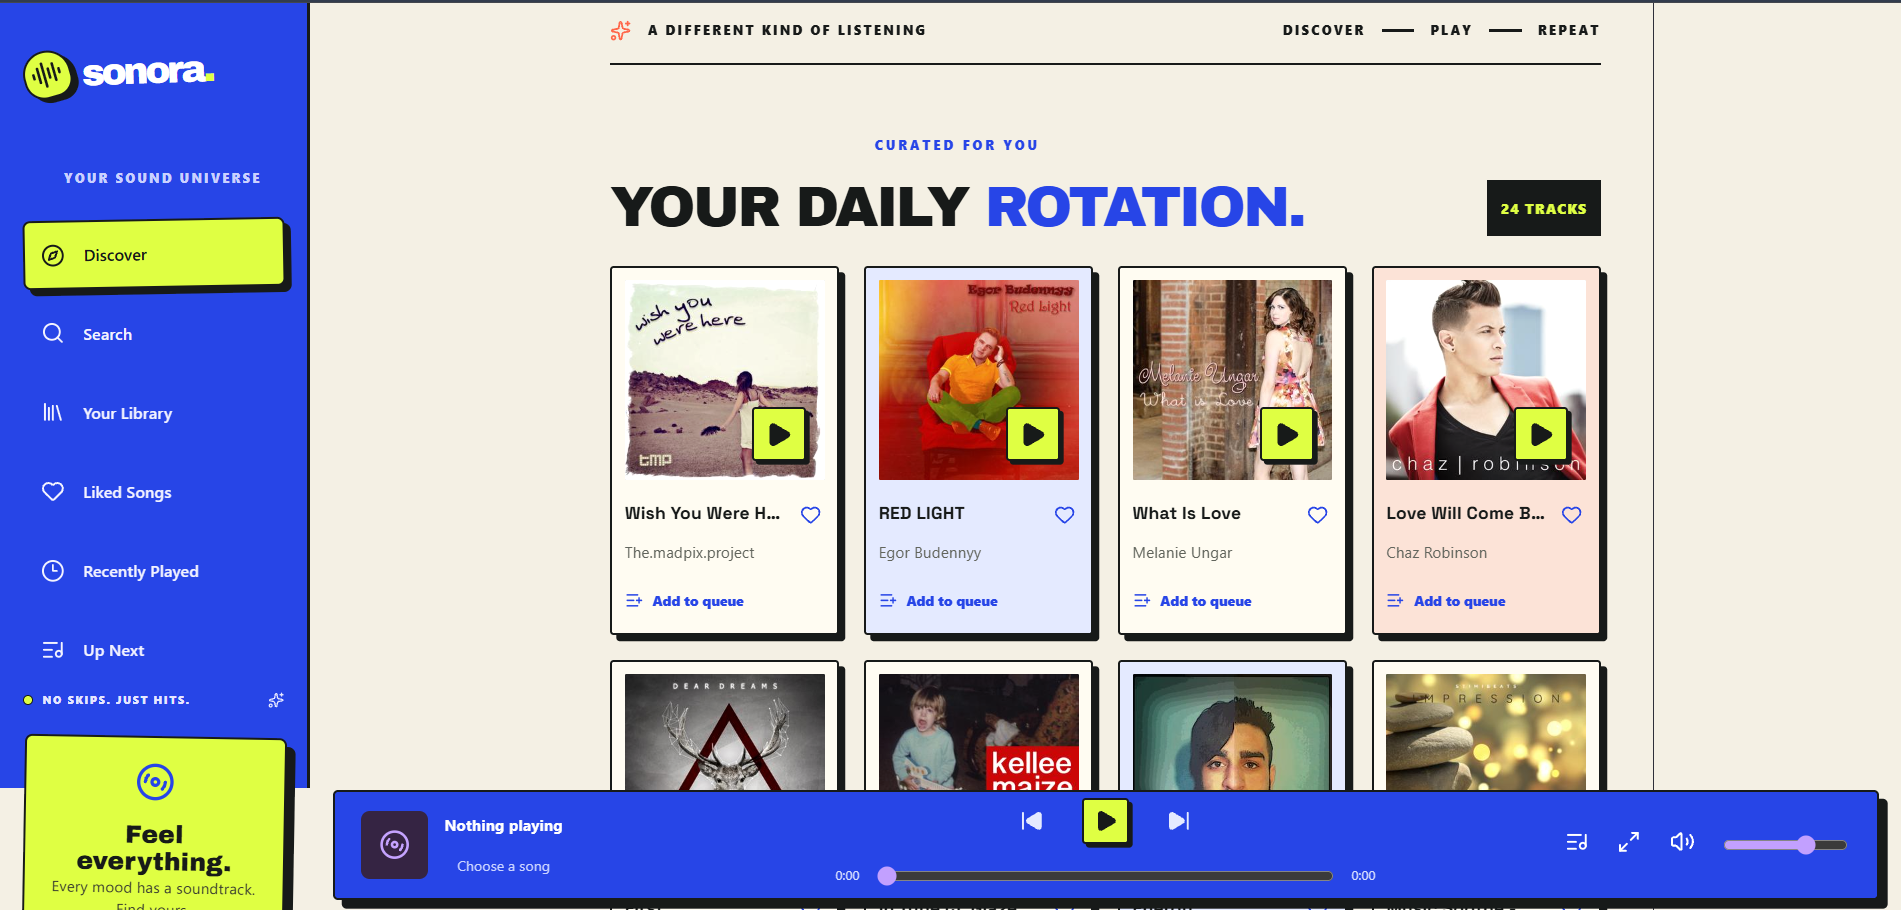 sonora.
YOUR SOUND UNIVERSE
Discover
Search
Your Library
Liked Songs
Recently Played
Up Next
NO SKIPS. JUST HITS.
Feel
everything.
Every mood has a soundtrack.
Find yours
A DIFFERENT KIND OF LISTENING
DISCOVER — PLAY — REPEAT
CURATED FOR YOU
YOUR DAILY ROTATION.
24 TRACKS
wish you
were here
tmp
Wish You Were H...
The.madpix.project
Add to queue
Egor Budennyy
Red Light
RED LIGHT
Egor Budennyy
Add to queue
Melanie Ungar
What is Love
What Is Love
Melanie Ungar
Add to queue
chaz | robinson
Love Will Come B...
Chaz Robinson
Add to queue
DEAR DREAMS
kellee
maize
IMPRESSION
Nothing playing
Choose a song
0:00
0:00